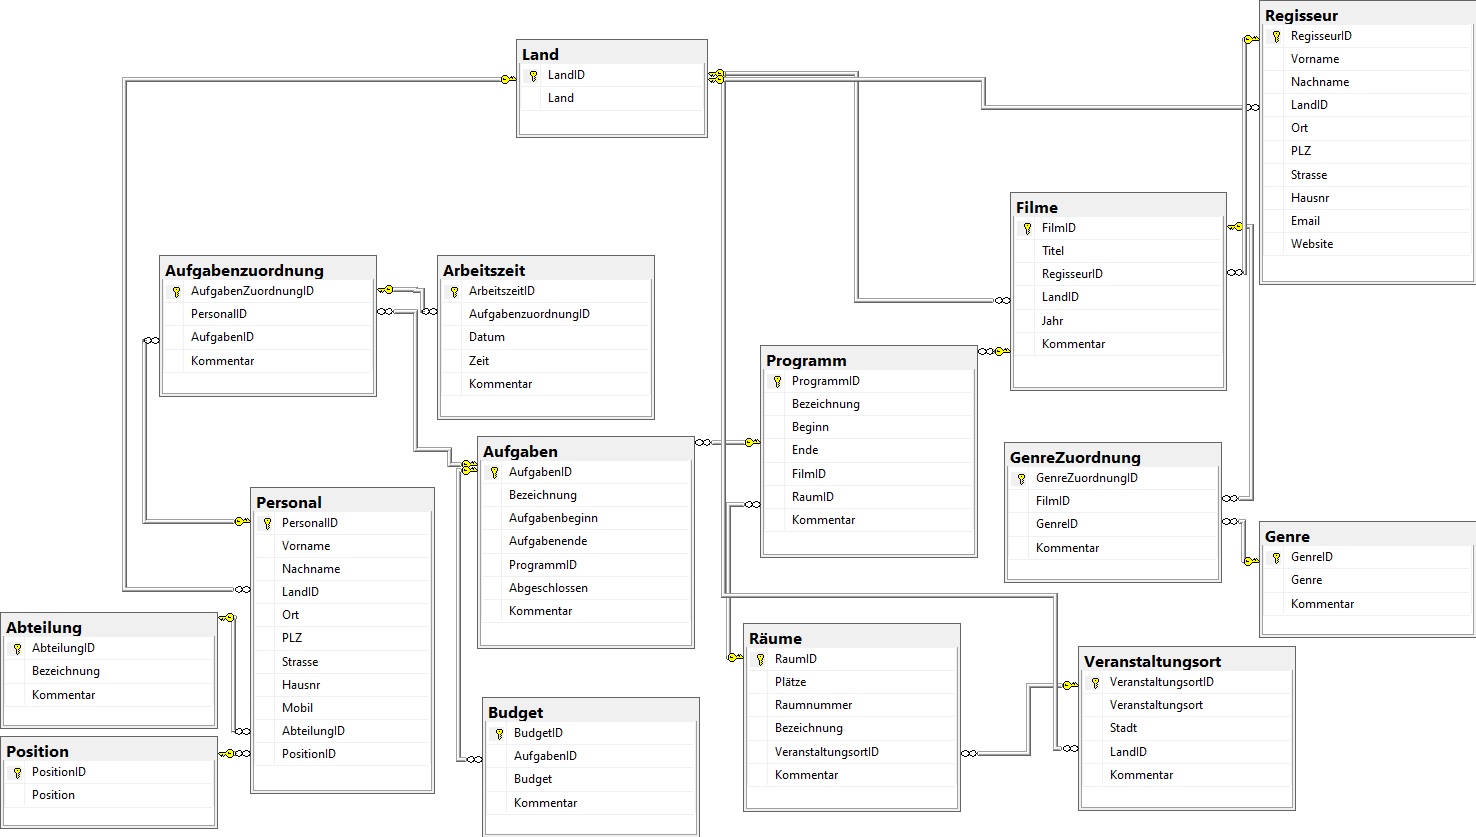 Land
LandID
Land
Regisseur
RegisseurID
Vorname
Nachname
LandID
Ort
PLZ
Strasse
Hausnr
Email
Website
Filme
FilmID
Titel
RegisseurID
LandID
Jahr
Kommentar
Aufgabenzuordnung
AufgabenZuordnungID
PersonalID
AufgabenID
Kommentar
Arbeitszeit
ArbeitszeitID
AufgabenzuordnungID
Datum
Zeit
Kommentar
Programm
ProgrammID
Bezeichnung
Beginn
Ende
FilmID
RaumID
Kommentar
Aufgaben
AufgabenID
Bezeichnung
Aufgabenbeginn
Aufgabenende
ProgrammID
Abgeschlossen
Kommentar
GenreZuordnung
GenreZuordnungID
FilmID
GenreID
Kommentar
Personal
PersonalID
Vorname
Nachname
LandID
Ort
PLZ
Strasse
Hausnr
Mobil
AbteilungID
PositionID
Genre
GenreID
Genre
Kommentar
Abteilung
AbteilungID
Bezeichnung
Kommentar
Räume
RaumID
Plätze
Raumnummer
Bezeichnung
VeranstaltungsortID
Kommentar
Veranstaltungsort
VeranstaltungsortID
Veranstaltungsort
Stadt
LandID
Kommentar
Budget
BudgetID
AufgabenID
Budget
Kommentar
Position
PositionID
Position